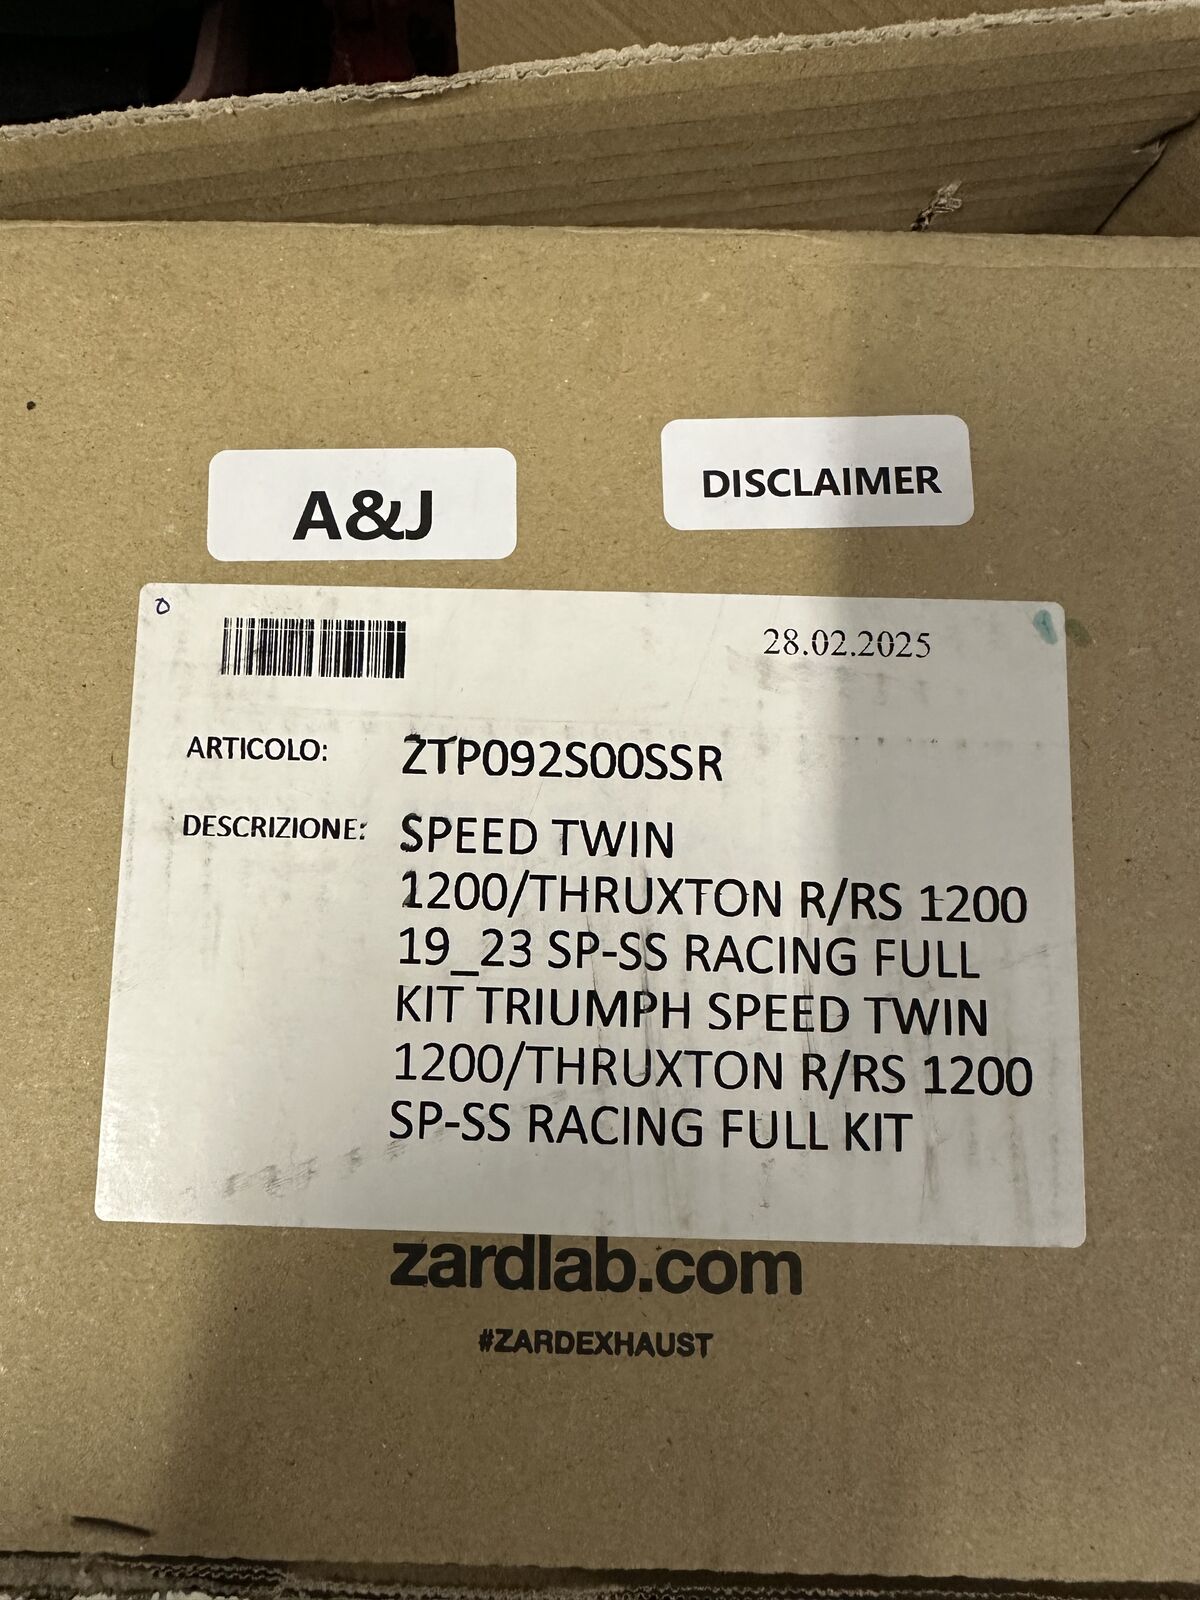 A&J
DISCLAIMER
28.02.2025
ARTICOLO: ZTP092S00SSR
DESCRIZIONE: SPEED TWIN
1200/THRUXTON R/RS 1200
19_23 SP-SS RACING FULL
KIT TRIUMPH SPEED TWIN
1200/THRUXTON R/RS 1200
SP-SS RACING FULL KIT
zardlab.com
#ZARDEXHAUST